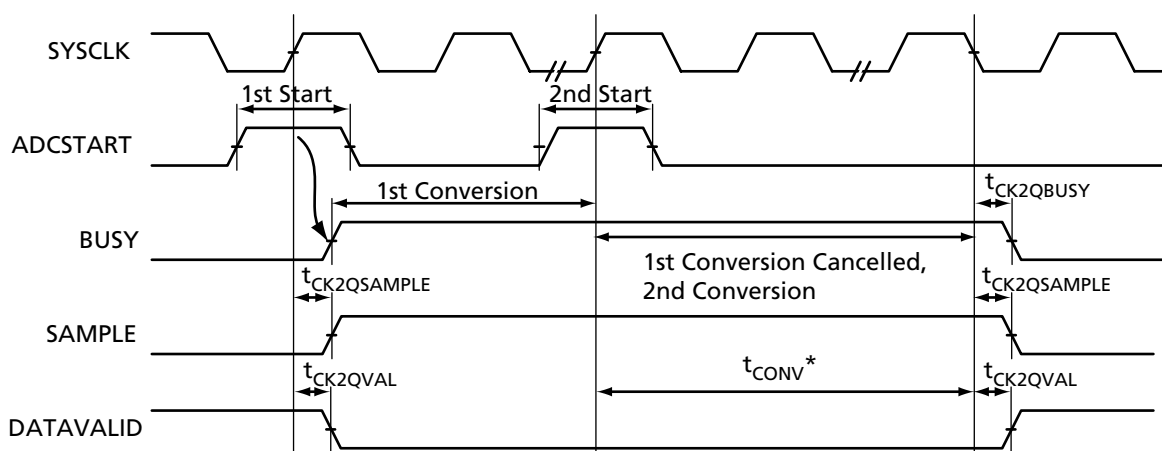 SYSCLK
1st Start
2nd Start
ADCSTART
1st Conversion
tCK2QBUSY
BUSY
1st Conversion Cancelled,
2nd Conversion
tCK2QSAMPLE
tCK2QSAMPLE
SAMPLE
tCONV*
tCK2QVAL
tCK2QVAL
DATAVALID